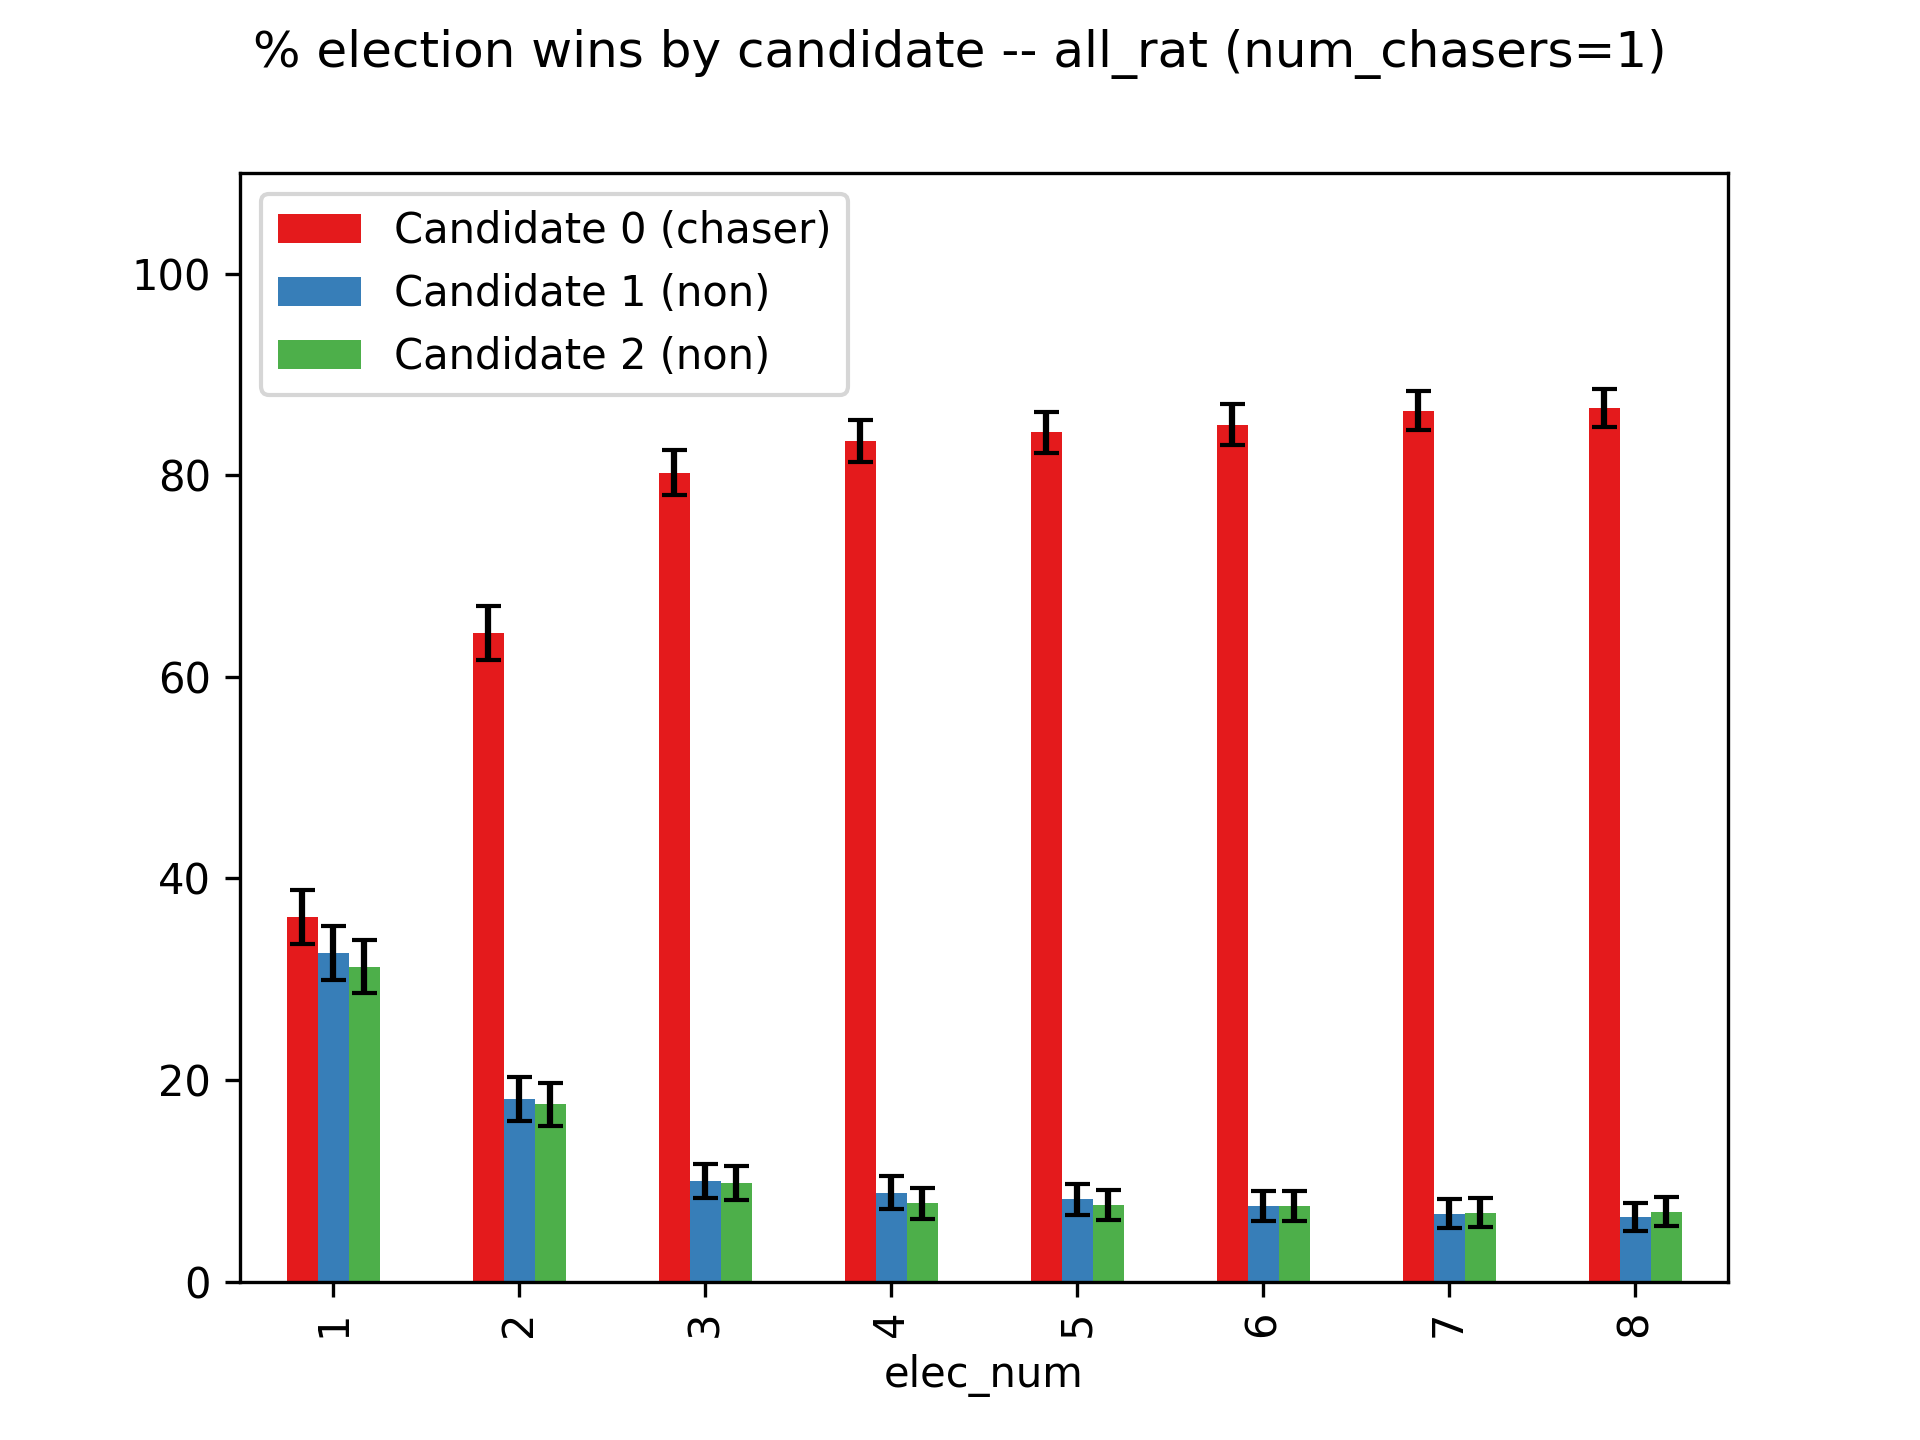 % election wins by candidate -- all_rat (num_chasers=1)
Candidate 0 (chaser)
Candidate 1 (non)
Candidate 2 (non)
100
80
60
40
20
0
1 2 3 4 5 6 7 8
elec_num